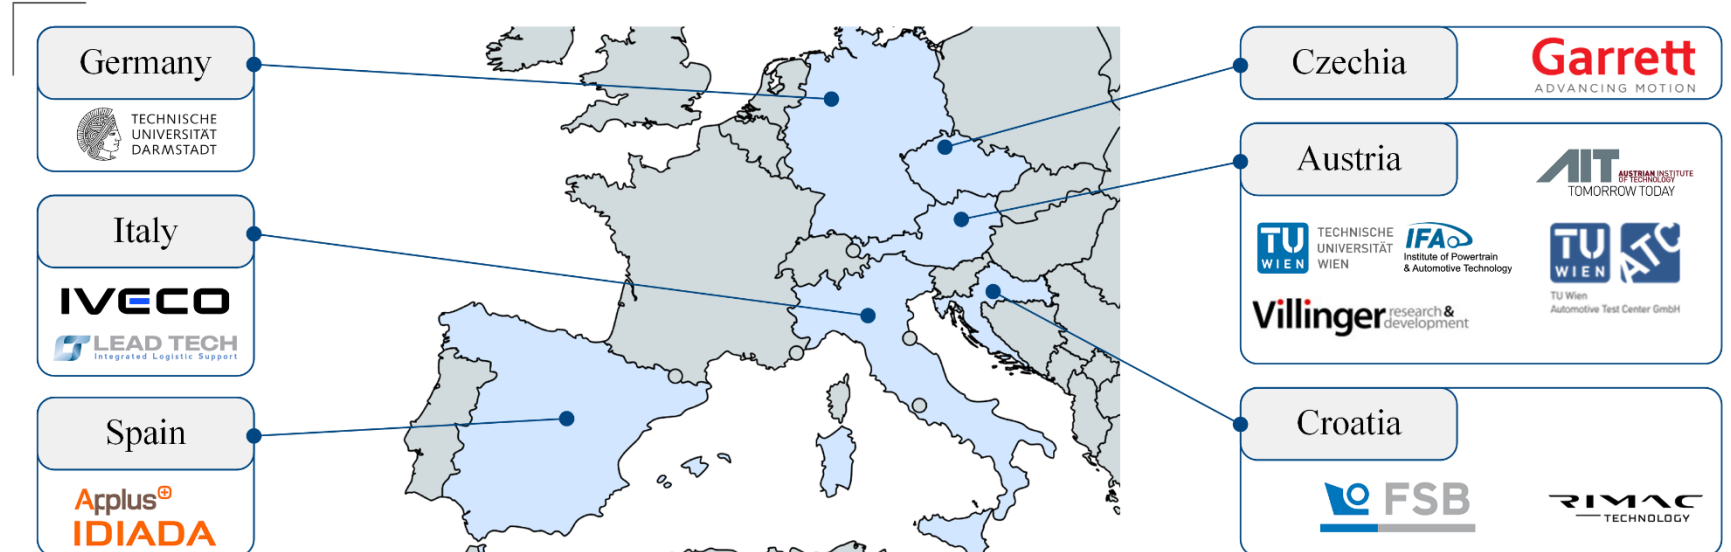 Germany
TECHNISCHE
UNIVERSITÄT
DARMSTADT
Italy
IVECO
LEAD TECH
Integrated Logistic Support
Spain
Applus+
IDIADA
Czechia
Garrett
ADVANCING MOTION
Austria
AIT
AUSTRIAN INSTITUTE
OF TECHNOLOGY
TOMORROW TODAY
TU
WIEN
TECHNISCHE
UNIVERSITÄT
WIEN
IFA
Institute of Powertrain
& Automotive Technology
TU
WIEN
ATC
TU Wien
Automotive Test Center GmbH
Villinger research &
development
Croatia
FSB
RIMAC
TECHNOLOGY